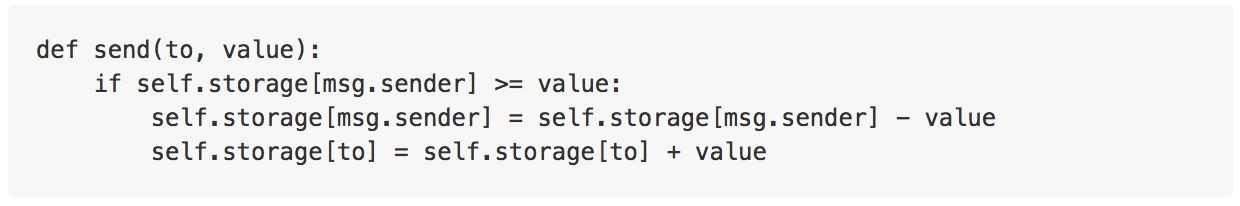 def send(to, value):
    if self.storage[msg.sender] >= value:
        self.storage[msg.sender] = self.storage[msg.sender] - value
        self.storage[to] = self.storage[to] + value